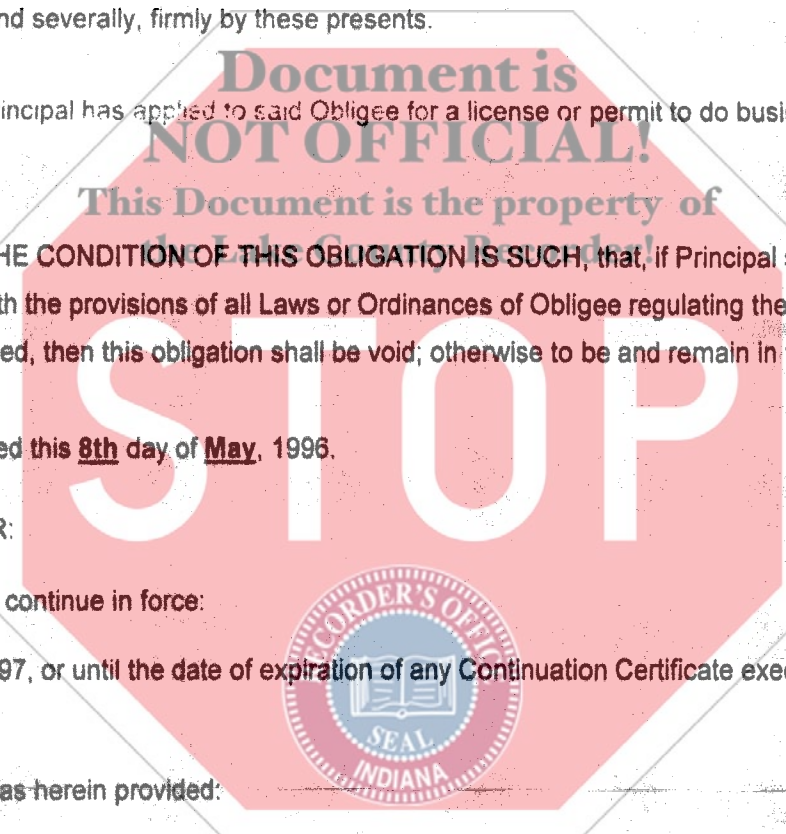 nd severally, firmly by these presents.
Document is
incipal has applied to said Obligee for a license or permit to do busi
NOT OFFICIAL!
This Document is the property of
the Lake County Recorder!
HE CONDITION OF THIS OBLIGATION IS SUCH, that, if Principal s
th the provisions of all Laws or Ordinances of Obligee regulating the
ed, then this obligation shall be void; otherwise to be and remain in
STOP
ed this 8th day of May, 1996.
R:
continue in force:
97, or until the date of expiration of any Continuation Certificate exe
RECORDER'S OFFICE
SEAL
INDIANA
as herein provided: